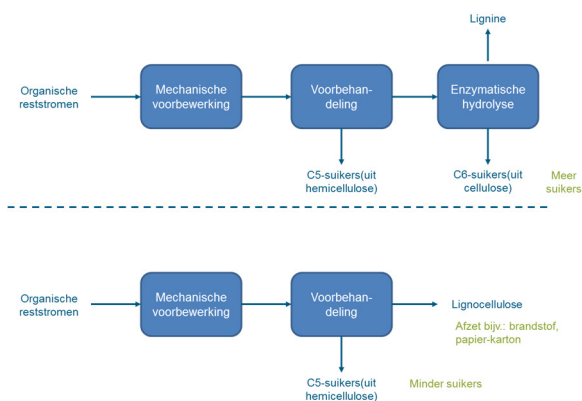 Lignine
Organische
reststromen
Mechanische
voorbewerking
Voorbehan-
deling
Enzymatische
hydrolyse
C5-suikers(uit
hemicellulose)
C6-suikers(uit
cellulose)
Meer
suikers
Organische
reststromen
Mechanische
voorbewerking
Voorbehan-
deling
Lignocellulose
Afzet bijv.: brandstof,
papier-karton
C5-suikers(uit
hemicellulose)
Minder suikers